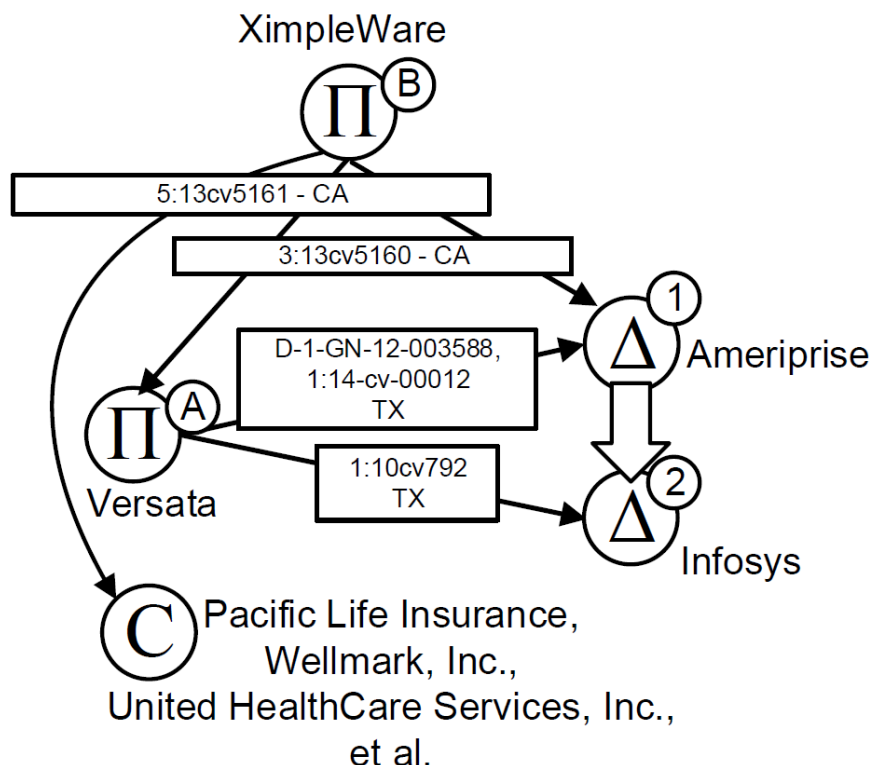 XimpleWare
Π
B
5:13cv5161 - CA
3:13cv5160 - CA
1
Δ
Ameriprise
D-1-GN-12-003588,
1:14-cv-00012
TX
A
Π
Versata
1:10cv792
TX
2
Δ
Infosys
C
Pacific Life Insurance,
Wellmark, Inc.,
United HealthCare Services, Inc.,
et al.